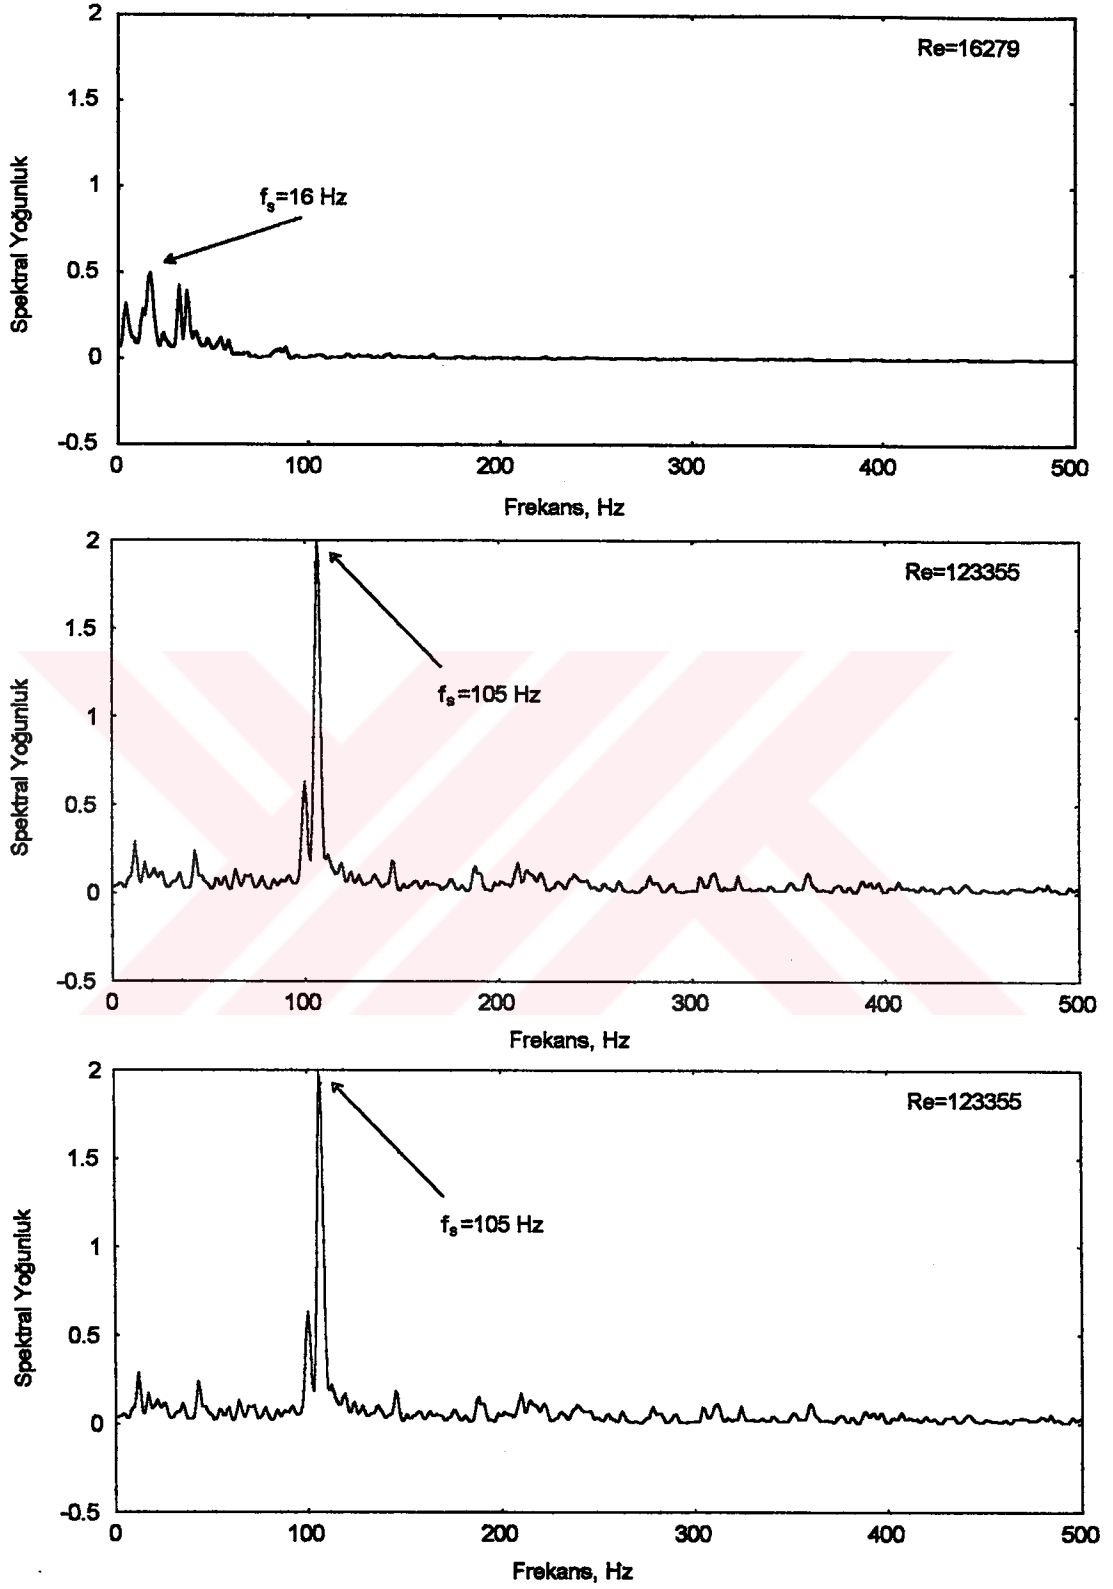 2
Re=16279
1.5
1
fs=16 Hz
0.5
0
-0.5
0 100 200 300 400 500
Spektral Yoğunluk
Frekans, Hz
2
Re=123355
1.5
fs=105 Hz
1
0.5
0
-0.5
0 100 200 300 400 500
Spektral Yoğunluk
Frekans, Hz
2
Re=123355
1.5
fs=105 Hz
1
0.5
0
-0.5
0 100 200 300 400 500
Spektral Yoğunluk
Frekans, Hz